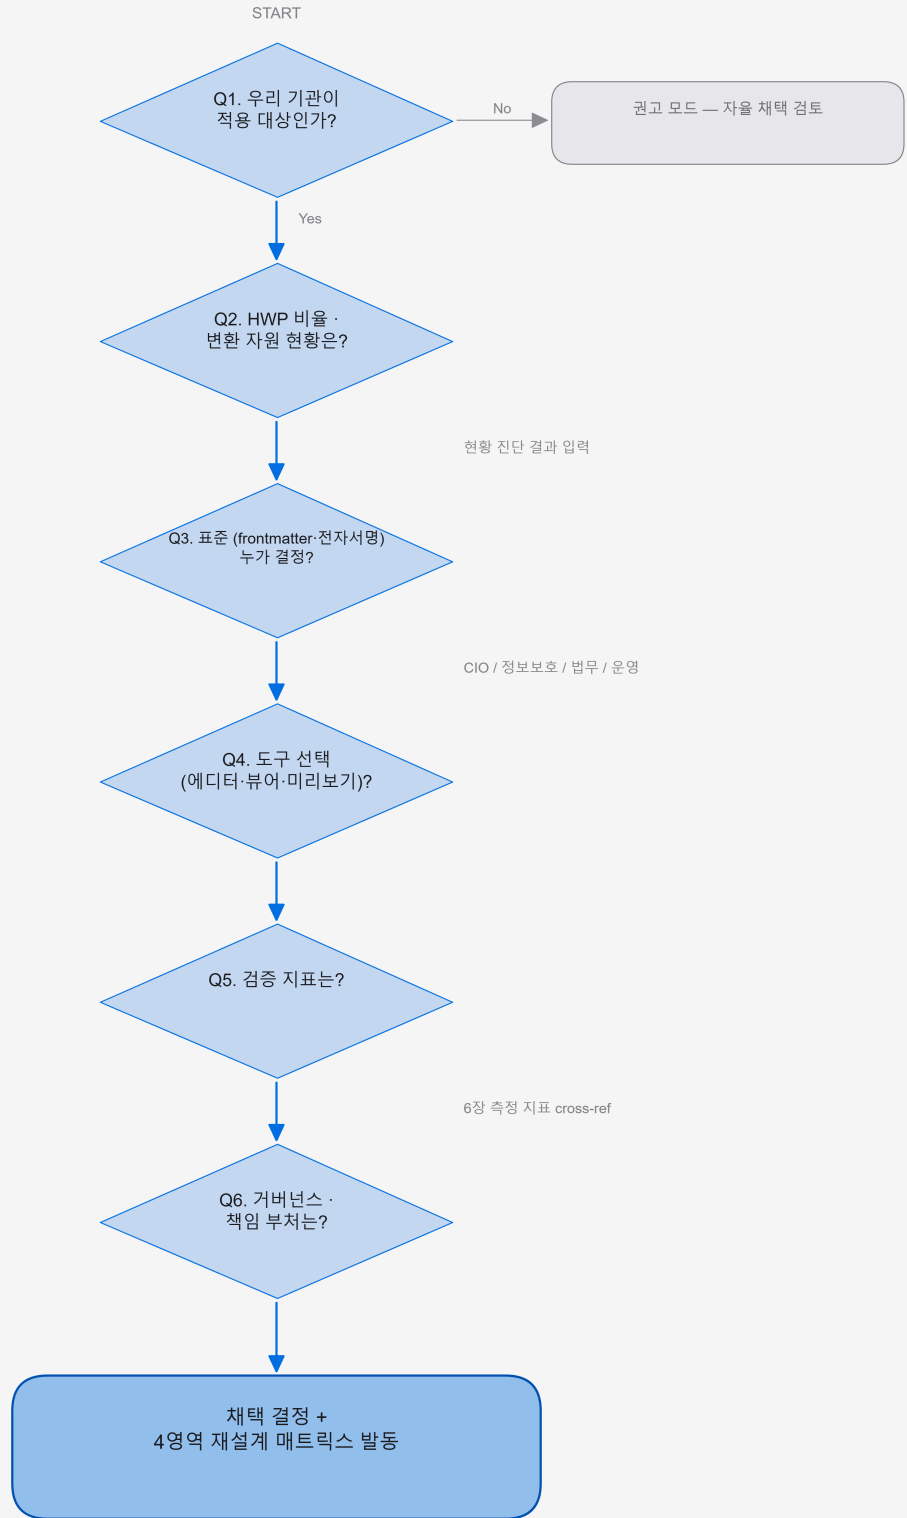 START
Q1. 우리 기관이
적용 대상인가?
No
권고 모드 — 자율 채택 검토
Yes
Q2. HWP 비율 ·
변환 자원 현황은?
현황 진단 결과 입력
Q3. 표준 (frontmatter·전자서명)
누가 결정?
CIO / 정보보호 / 법무 / 운영
Q4. 도구 선택
(에디터·뷰어·미리보기)?
Q5. 검증 지표는?
6장 측정 지표 cross-ref
Q6. 거버넌스 ·
책임 부처는?
채택 결정 +
4영역 재설계 매트릭스 발동